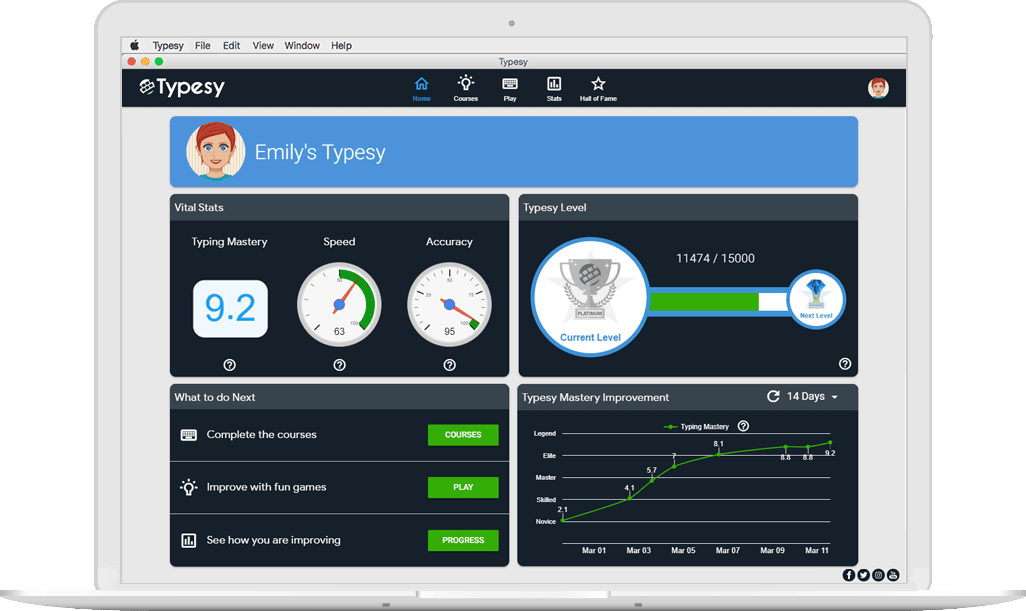 Typesy File Edit View Window Help
Typesy
Typesy
Home Courses Play Stats Hall of Fame
Emily's Typesy
Vital Stats
Typing Mastery Speed Accuracy
9.2
50
100
63
25 50 75
100
95
? ? ?
Typesy Level
11474 / 15000
PLATINUM
Current Level
Next Level
?
What to do Next
Complete the courses COURSES
Improve with fun games PLAY
See how you are improving PROGRESS
Typesy Mastery Improvement 14 Days
Typing Mastery ?
Legend
Elite
Master
Skilled
Novice
2.1 4.1 5.7 7 8.1 8.8 8.8 9.2
Mar 01 Mar 03 Mar 05 Mar 07 Mar 09 Mar 11